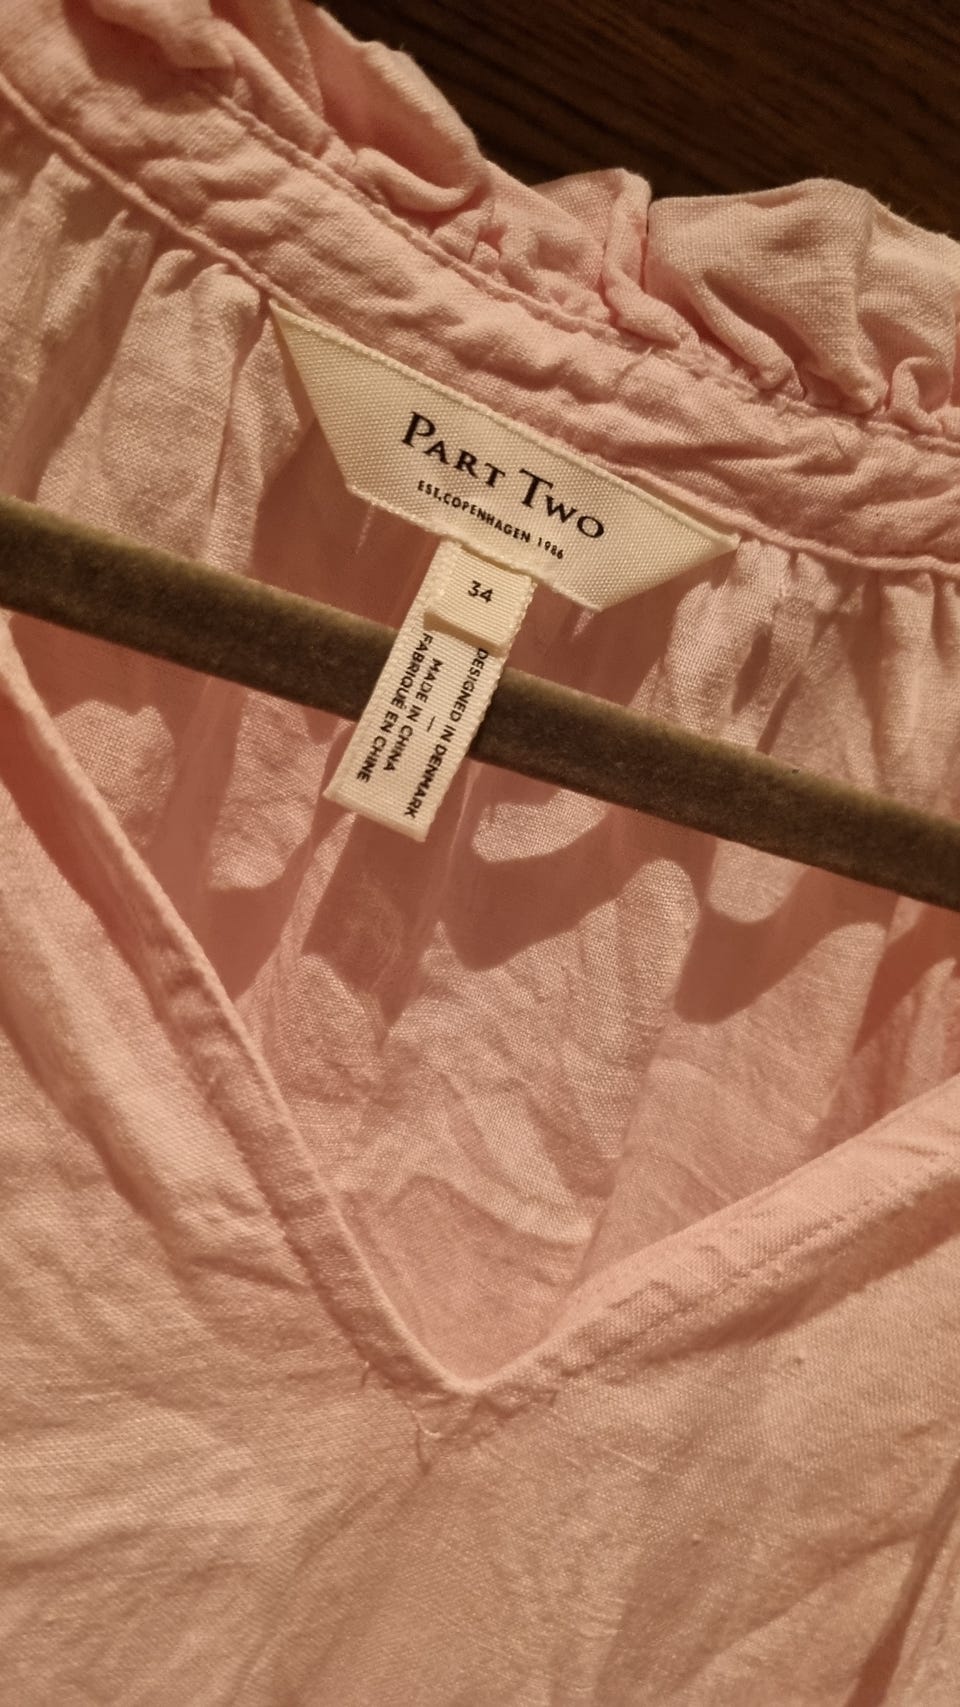 PART TWO
EST. COPENHAGEN 1986
34
DESIGNED IN DENMARK
—
MADE IN CHINA
FABRIQUÉ EN CHINE